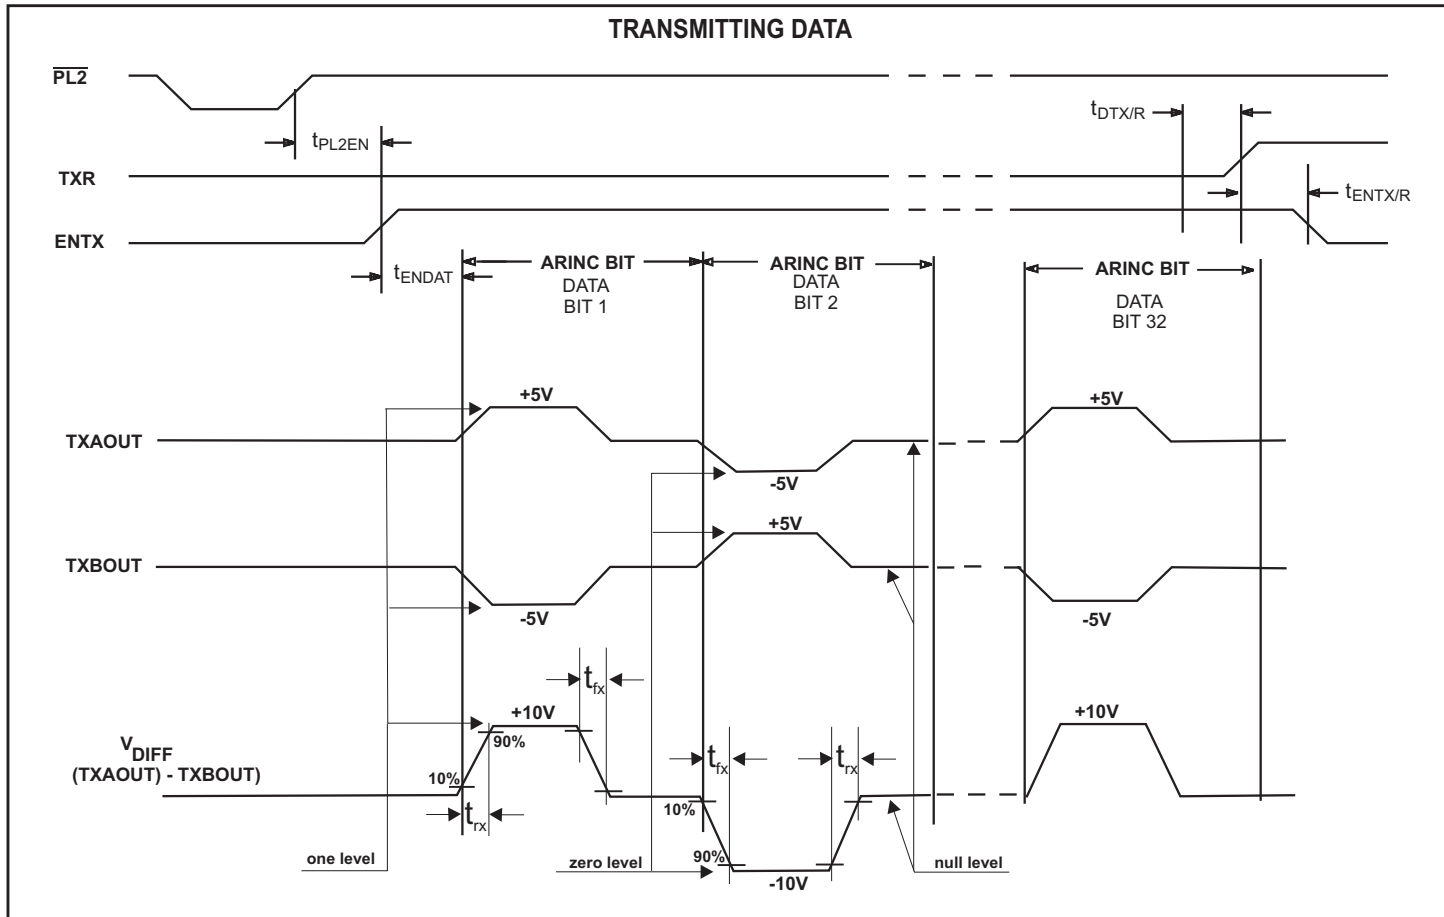 TRANSMITTING DATA
PL2
tDTX/R
tPL2EN
TXR
tENTX/R
ENTX
tENDAT
ARINC BIT
DATA
BIT 1
ARINC BIT
DATA
BIT 2
ARINC BIT
DATA
BIT 32
+5V
+5V
TXAOUT
-5V
+5V
TXBOUT
-5V
-5V
tfx
+10V
+10V
90%
VDIFF
(TXAOUT) - TXBOUT)
tfx
trx
10%
10%
trx
90%
one level
zero level
null level
-10V